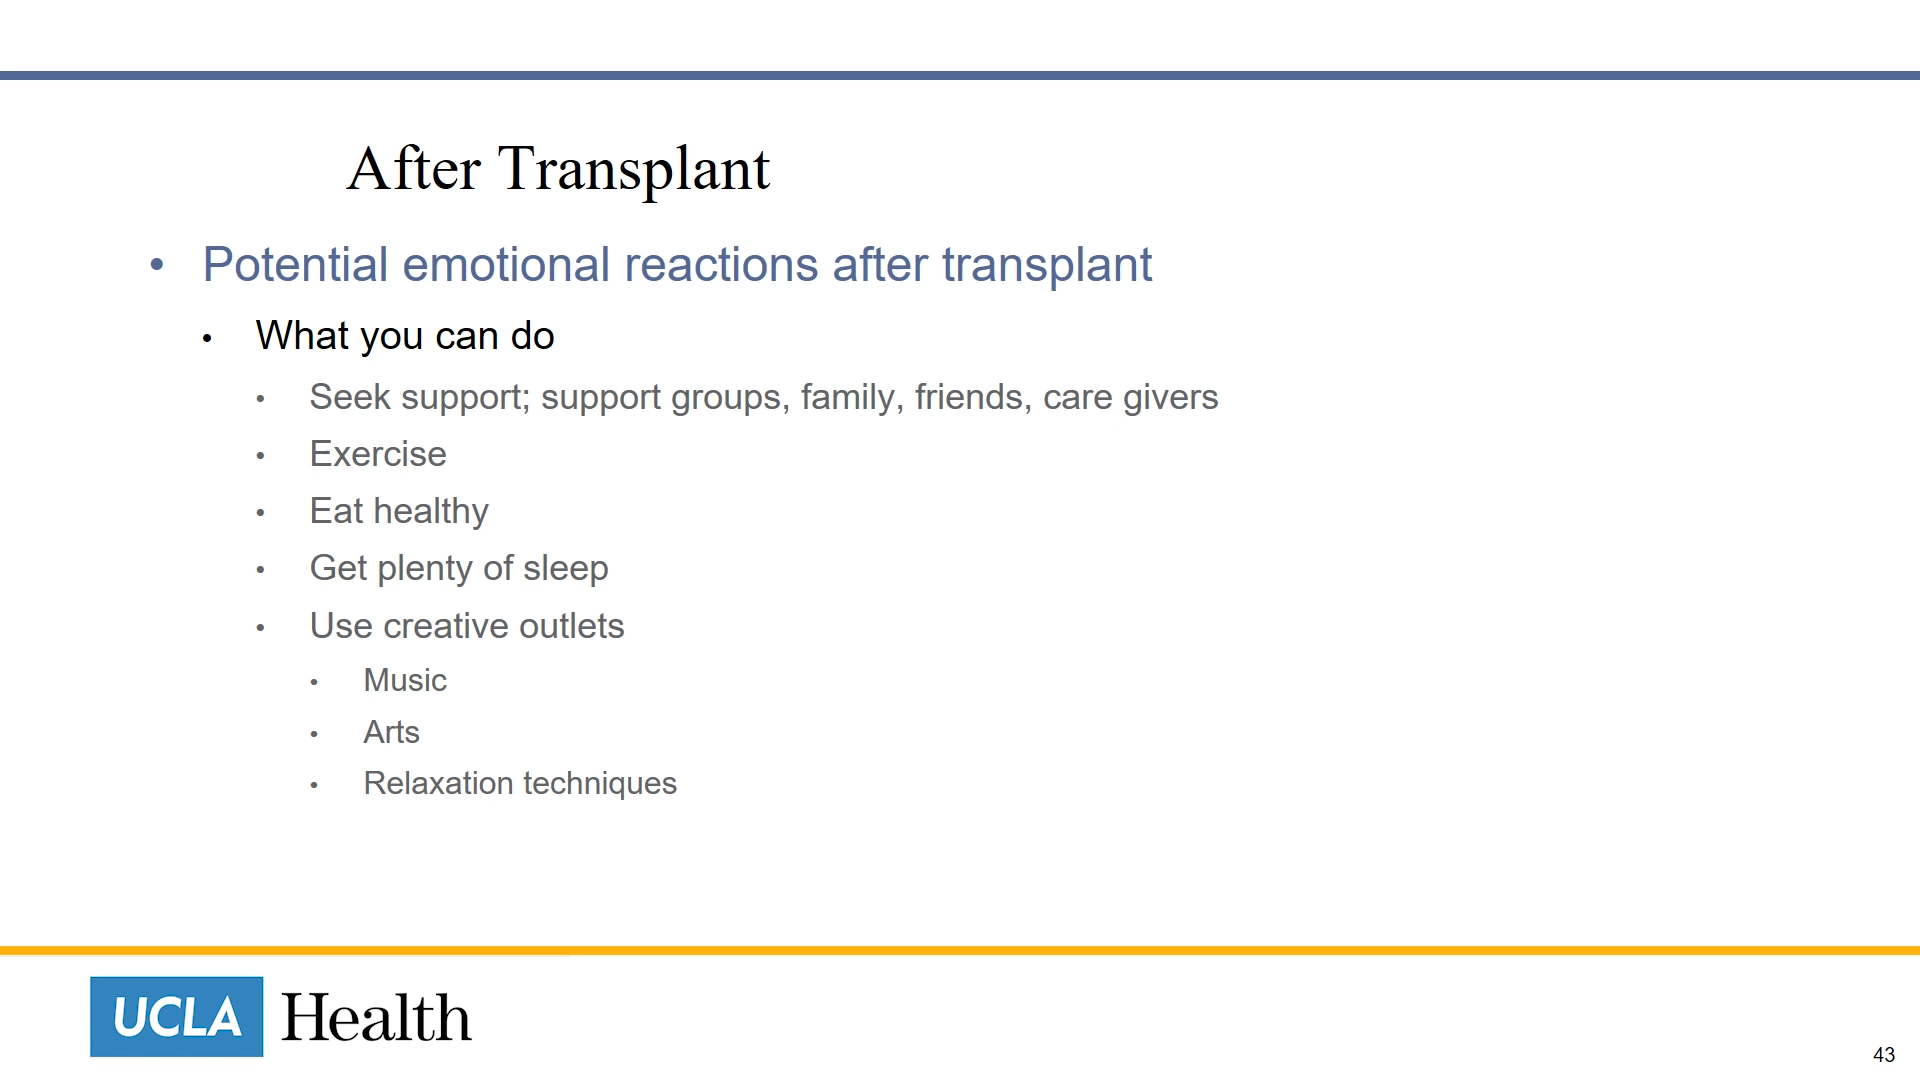 After Transplant
• Potential emotional reactions after transplant
• What you can do
• Seek support; support groups, family, friends, care givers
• Exercise
• Eat healthy
• Get plenty of sleep
• Use creative outlets
• Music
• Arts
• Relaxation techniques
UCLA Health
43